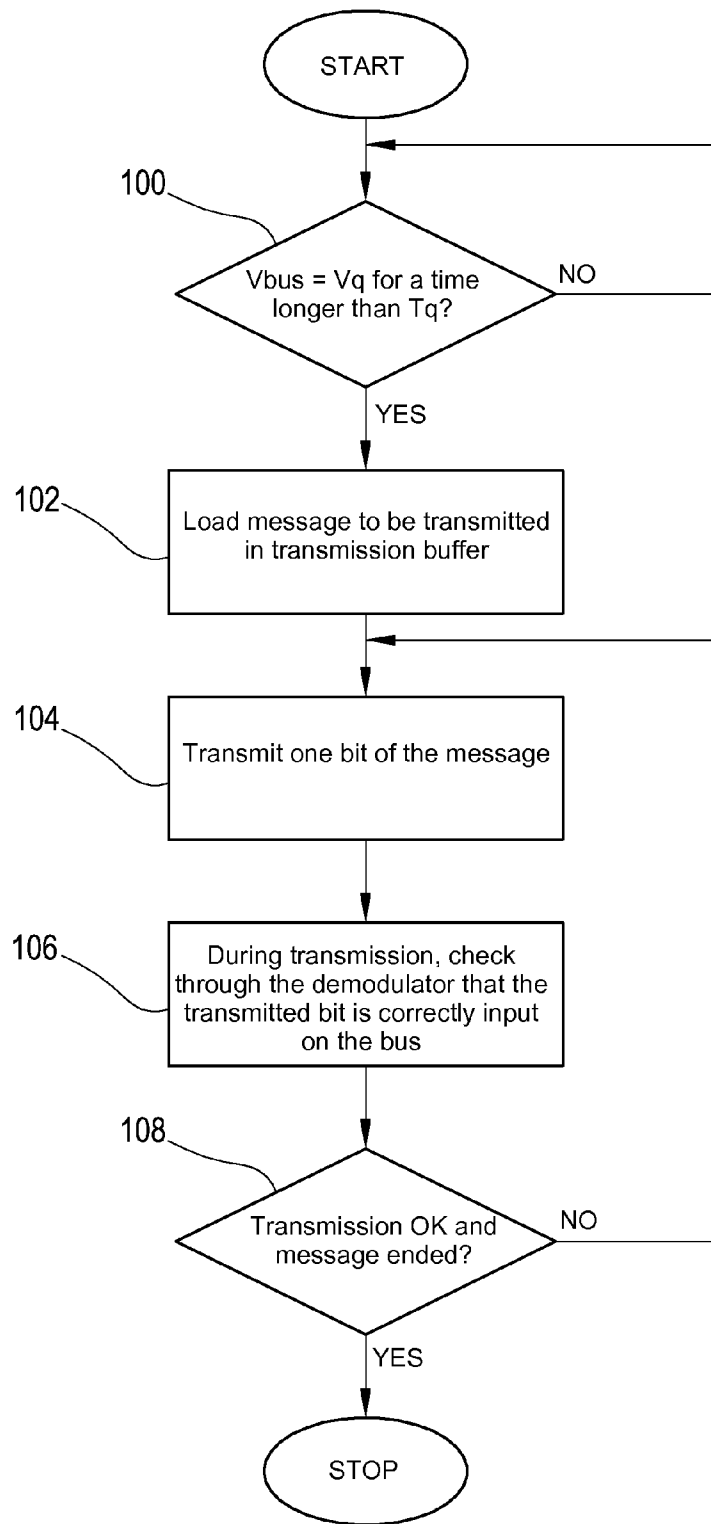 START
100
Vbus = Vq for a time
longer than Tq?
NO
YES
102
Load message to be transmitted
in transmission buffer
104
Transmit one bit of the message
106
During transmission, check
through the demodulator that the
transmitted bit is correctly input
on the bus
108
Transmission OK and
message ended?
NO
YES
STOP